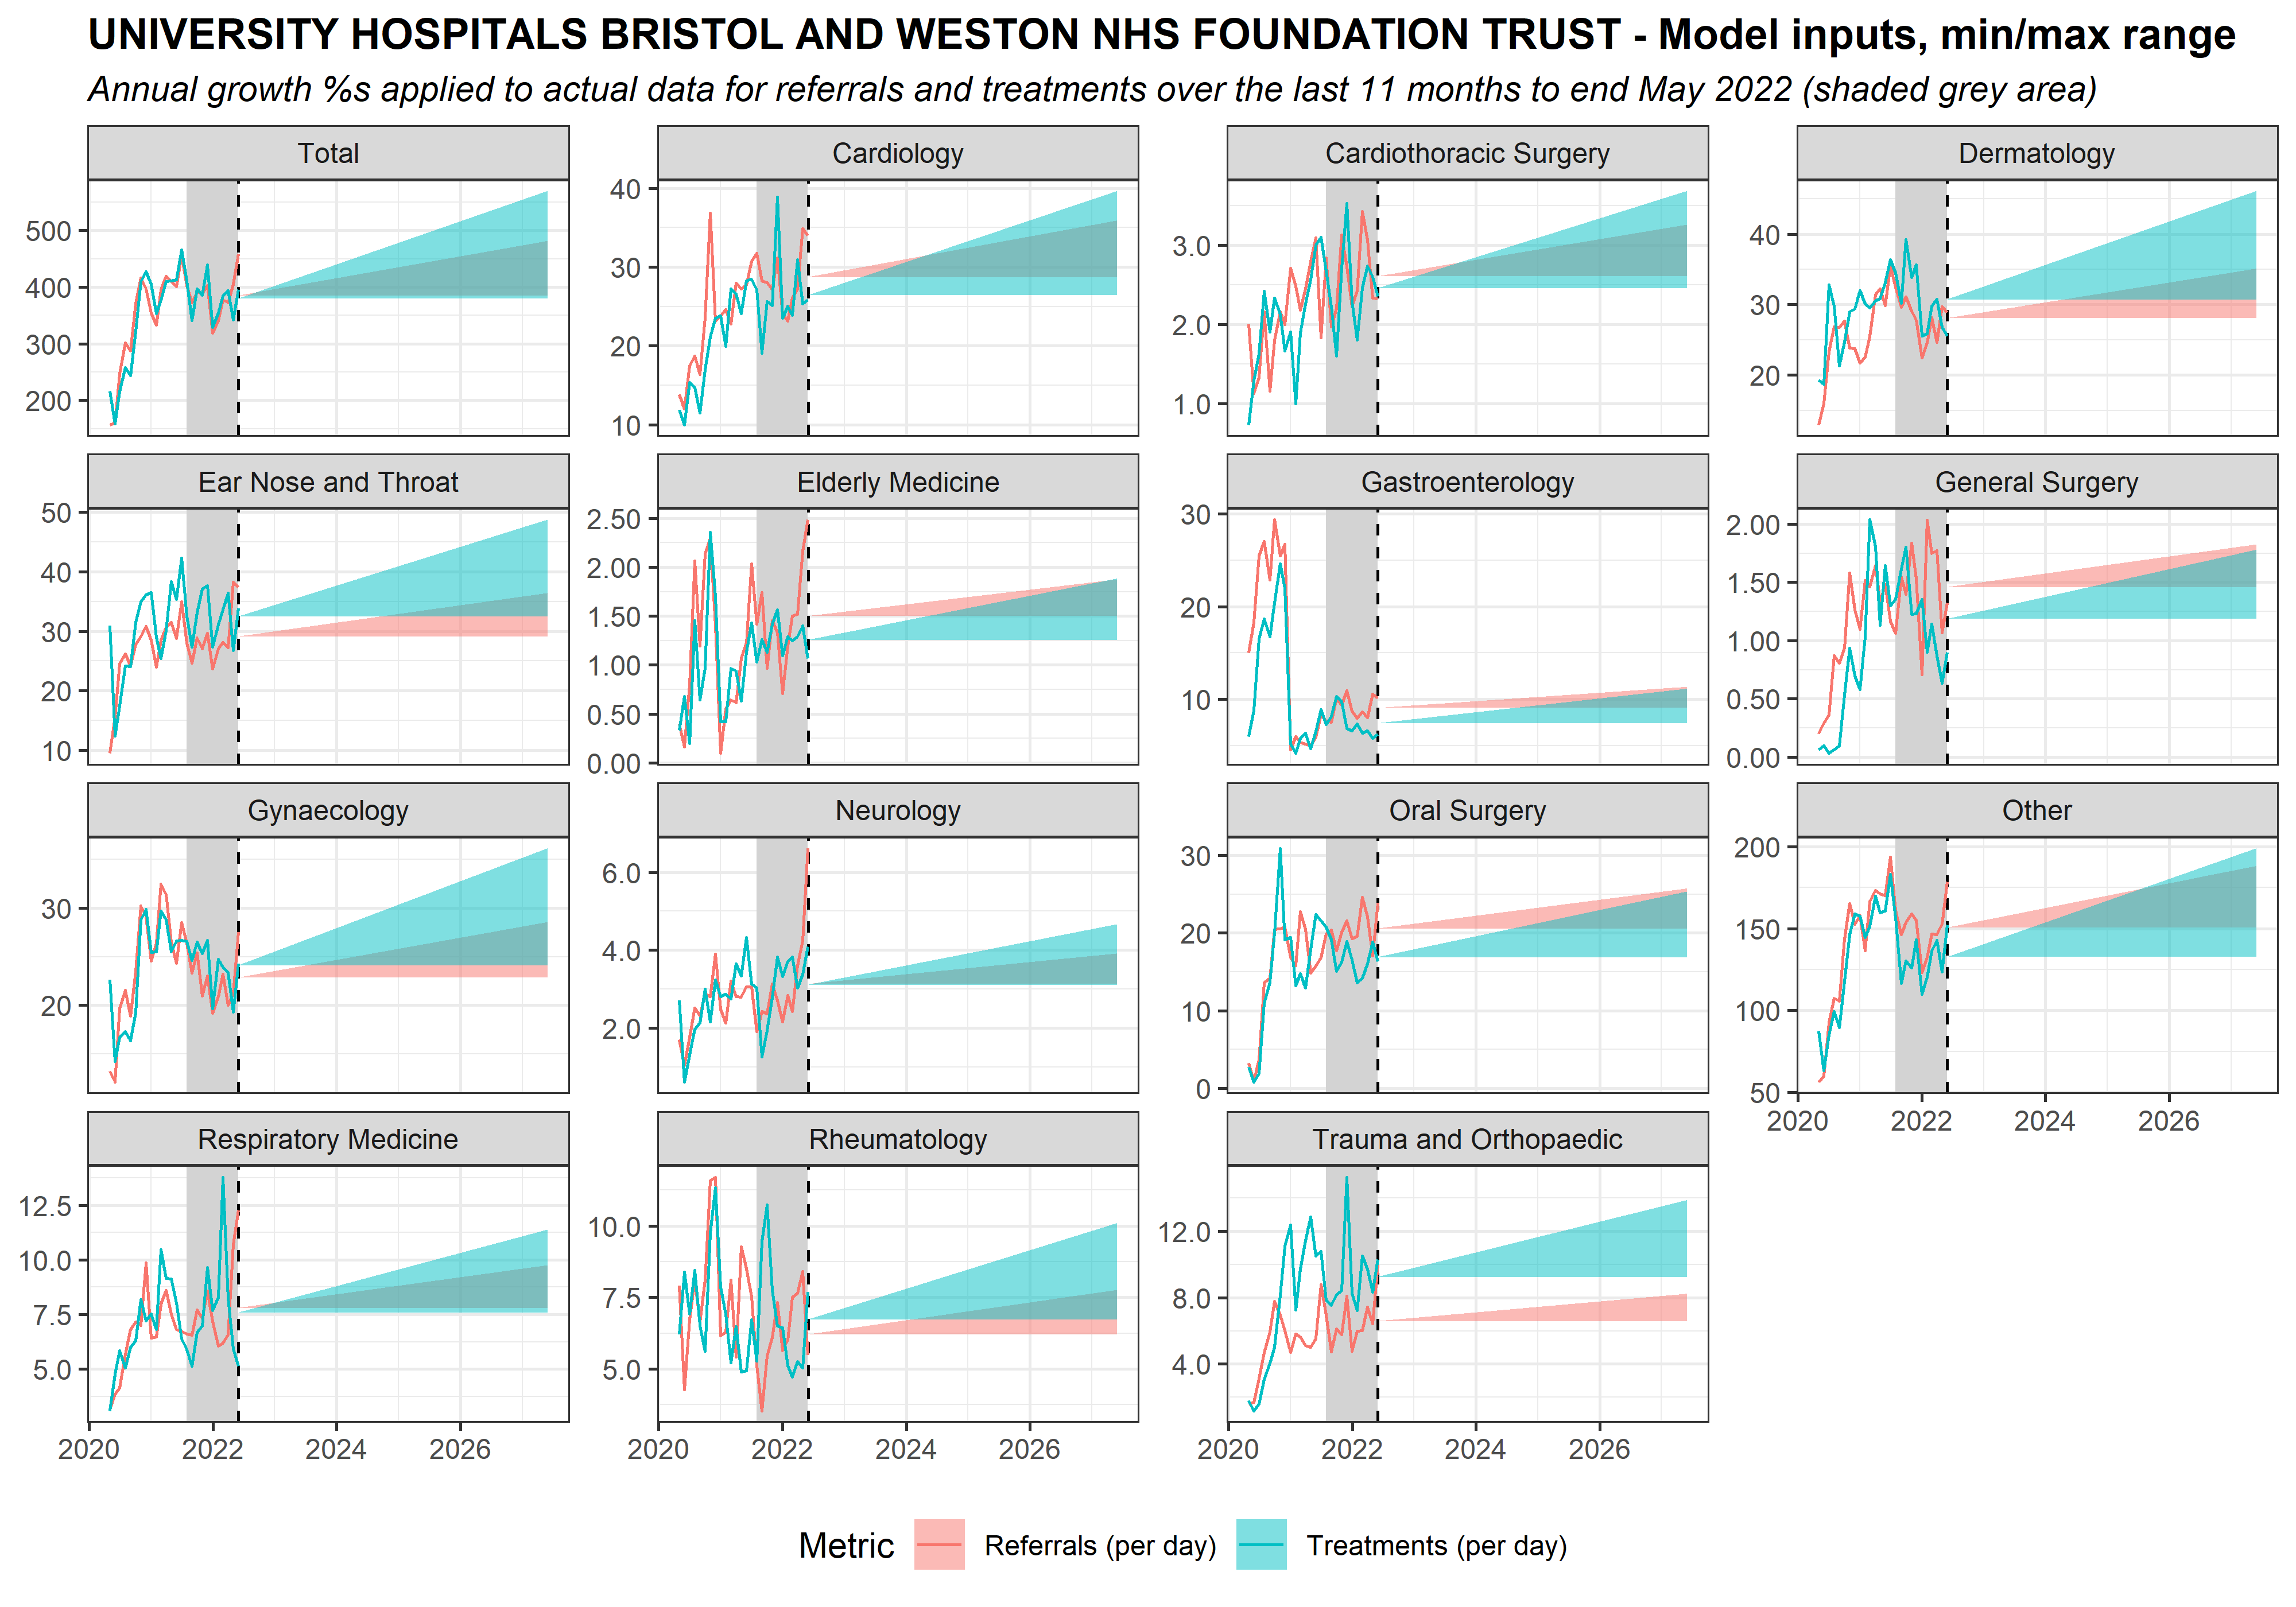 UNIVERSITY HOSPITALS BRISTOL AND WESTON NHS FOUNDATION TRUST - Model inputs, min/max range
Annual growth %s applied to actual data for referrals and treatments over the last 11 months to end May 2022 (shaded grey area)
Total
500
400
300
200
Cardiology
40
30
20
10
Cardiothoracic Surgery
3.0
2.0
1.0
Dermatology
40
30
20
Ear Nose and Throat
50
40
30
20
10
Elderly Medicine
2.50
2.00
1.50
1.00
0.50
0.00
Gastroenterology
30
20
10
General Surgery
2.00
1.50
1.00
0.50
0.00
Gynaecology
30
20
Neurology
6.0
4.0
2.0
Oral Surgery
30
20
10
0
Other
200
150
100
50
2020 2022 2024 2026
Respiratory Medicine
12.5
10.0
7.5
5.0
2020 2022 2024 2026
Rheumatology
10.0
7.5
5.0
2020 2022 2024 2026
Trauma and Orthopaedic
12.0
8.0
4.0
2020 2022 2024 2026
Metric Referrals (per day) Treatments (per day)